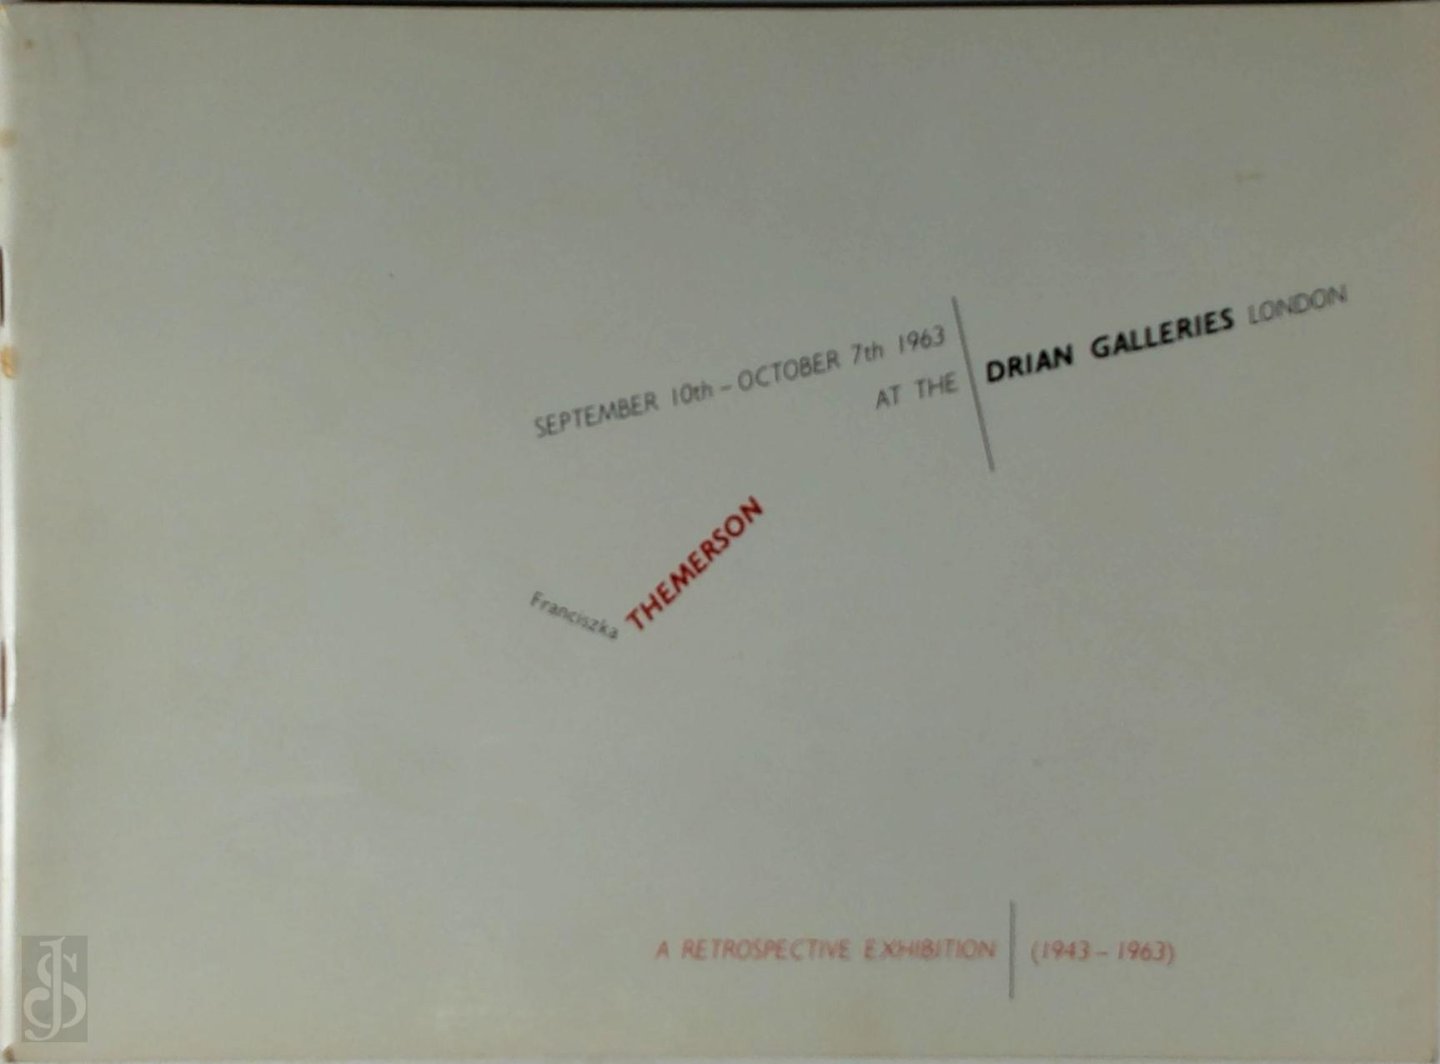 SEPTEMBER 10th – OCTOBER 7th 1963
AT THE DRIAN GALLERIES LONDON
Franciszka THEMERSON
A RETROSPECTIVE EXHIBITION (1943 – 1963)